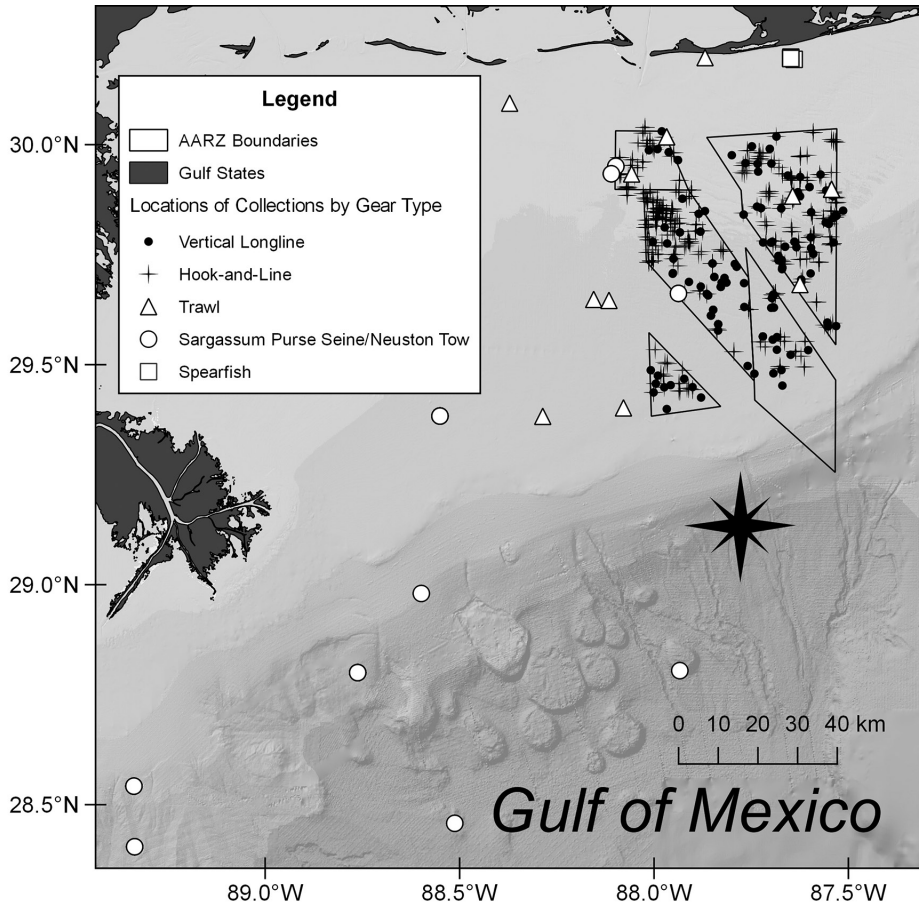 Legend
AARZ Boundaries
Gulf States
Locations of Collections by Gear Type
Vertical Longline
Hook-and-Line
Trawl
Sargassum Purse Seine/Neuston Tow
Spearfish
30.0°N
29.5°N
29.0°N
28.5°N
0 10 20 30 40 km
Gulf of Mexico
89.0°W 88.5°W 88.0°W 87.5°W